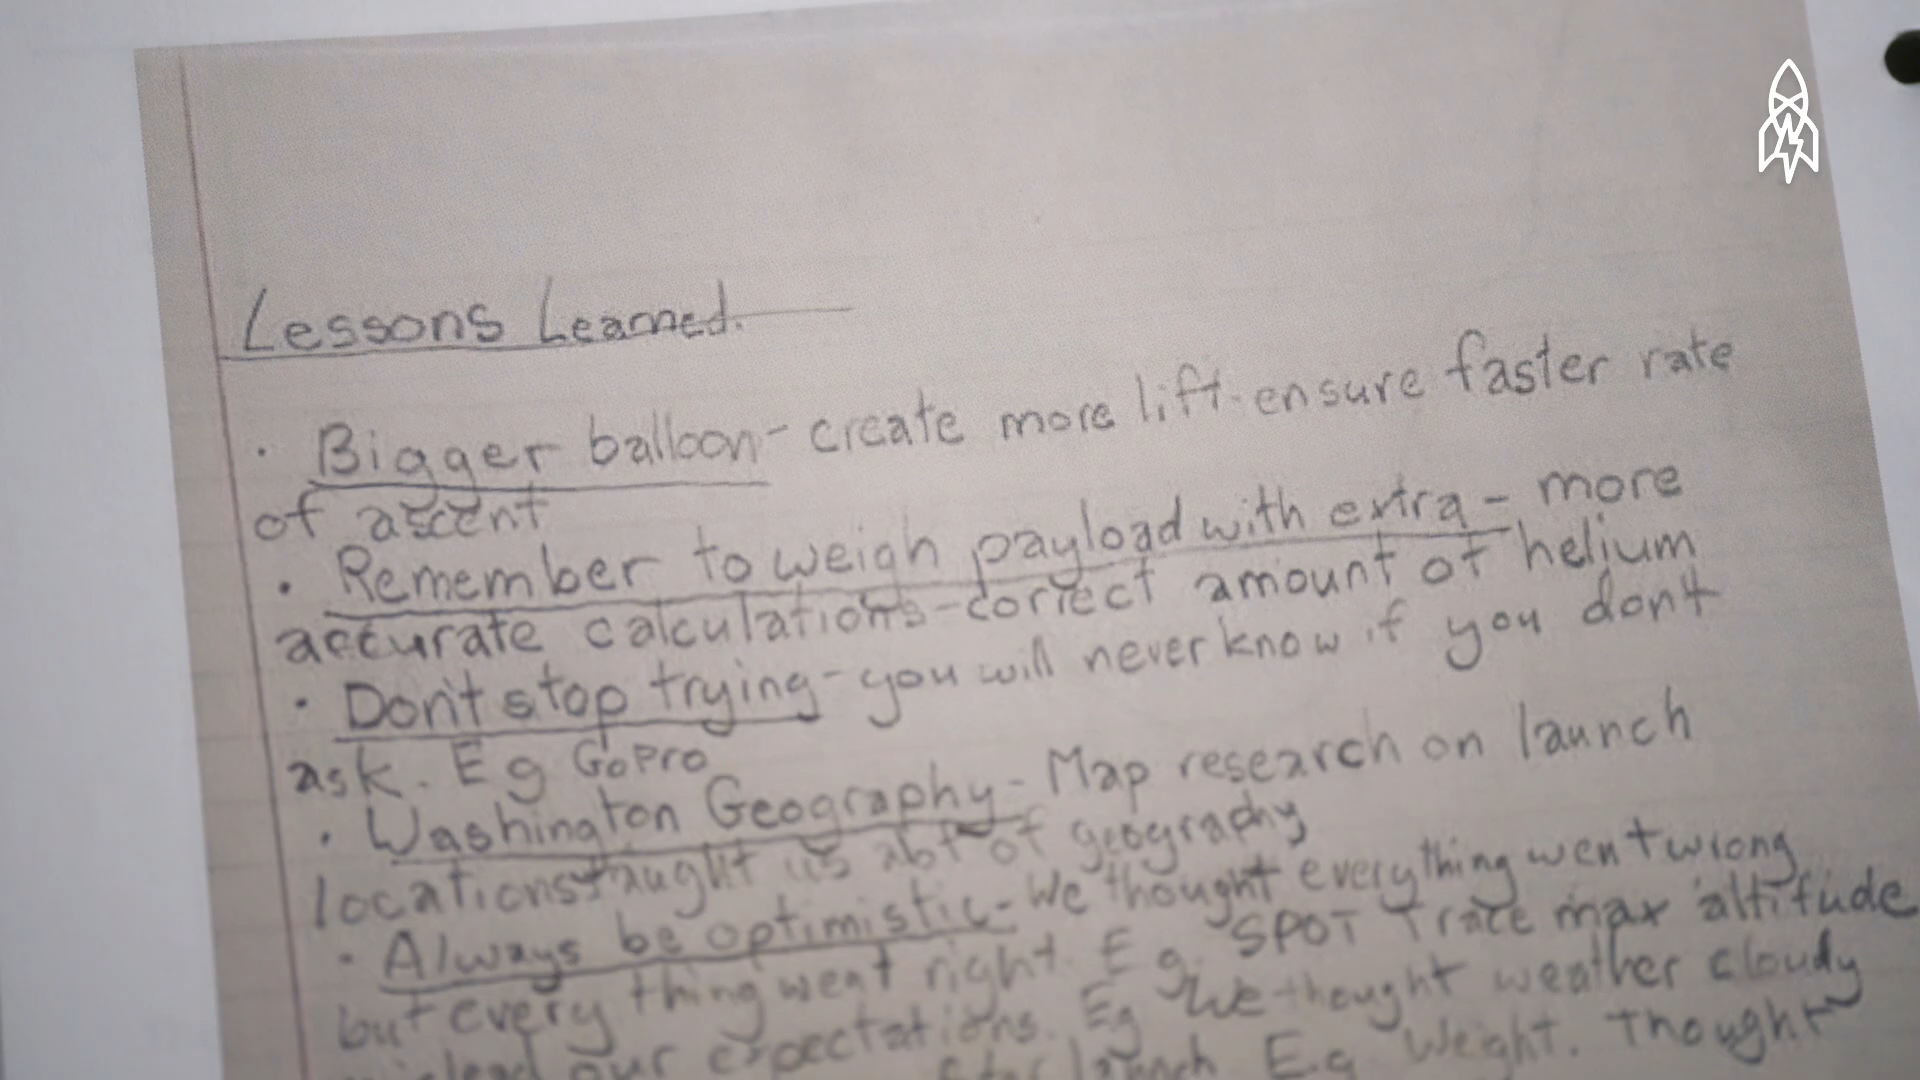 Lessons Learned.
· Bigger balloon - create more lift - ensure faster rate
of ascent
· Remember to weigh payload with extra - more
accurate calculations - correct amount of helium
· Don't stop trying - you will never know if you don't
ask. Eg GoPro
· Washington Geography - Map research on launch
locations taught us abt of geography
· Always be optimistic - We thought everything went wrong
but every thing went right. Eg. SPOT Trace max altitude
our expectations. Eg We thought weather cloudy
launch. E.g Weight. Thought